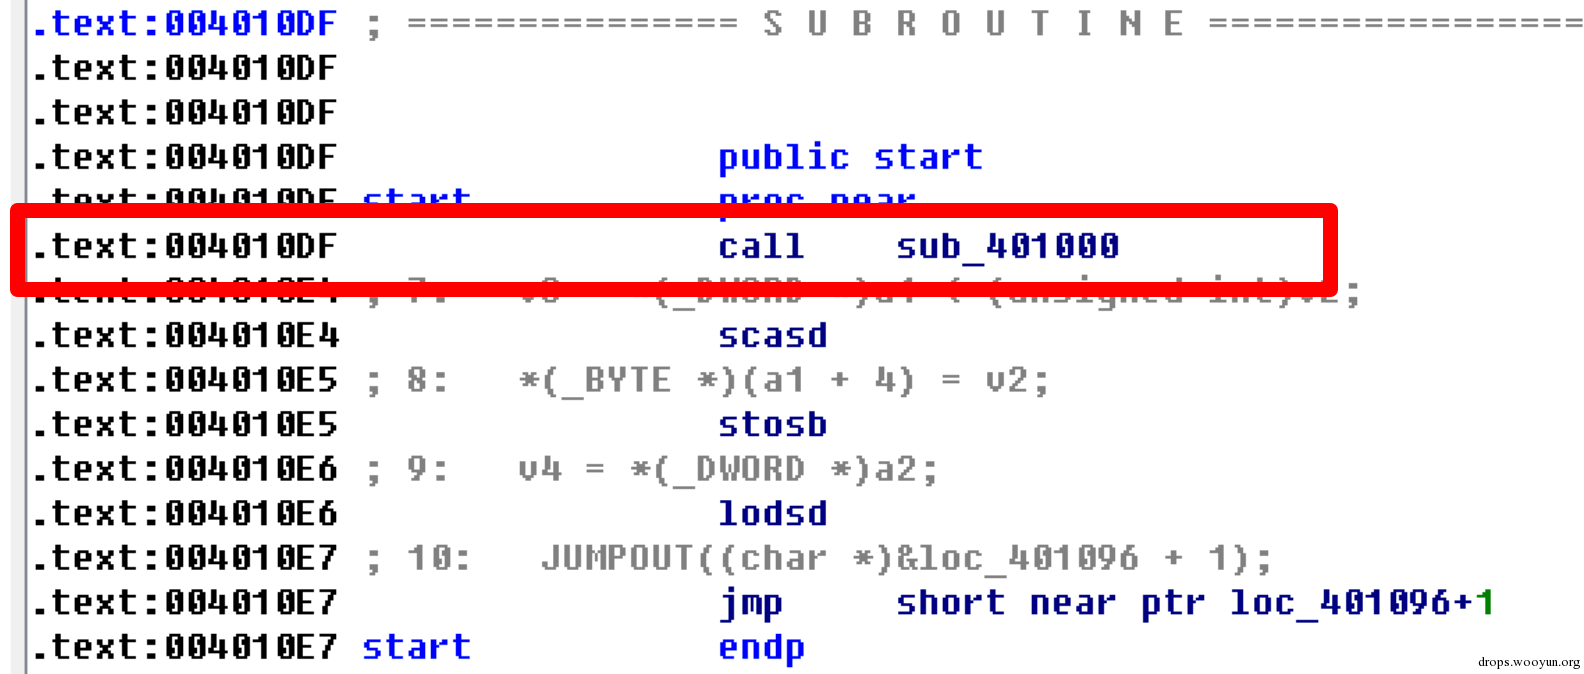 .text:004010DF ; =============== S U B R O U T I N E =================
.text:004010DF
.text:004010DF
.text:004010DF public start
.text:004010DF start proc near
.text:004010DF call sub_401000
.text:004010E4 ; 7: v3 = (_DWORD *)a1 < (unsigned int)v2;
.text:004010E4 scasd
.text:004010E5 ; 8: *(_BYTE *)(a1 + 4) = v2;
.text:004010E5 stosb
.text:004010E6 ; 9: v4 = *(_DWORD *)a2;
.text:004010E6 lodsd
.text:004010E7 ; 10: JUMPOUT((char *)&loc_401096 + 1);
.text:004010E7 jmp short near ptr loc_401096+1
.text:004010E7 start endp
drops.wooyun.org